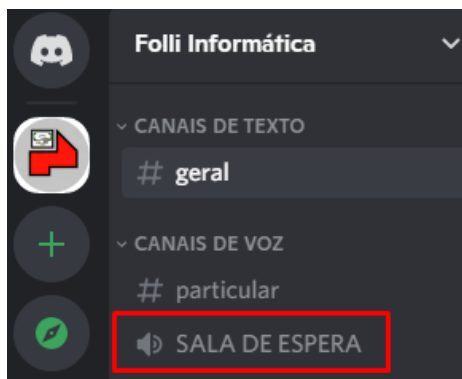 Folli Informática
CANAIS DE TEXTO
# geral
CANAIS DE VOZ
# particular
SALA DE ESPERA